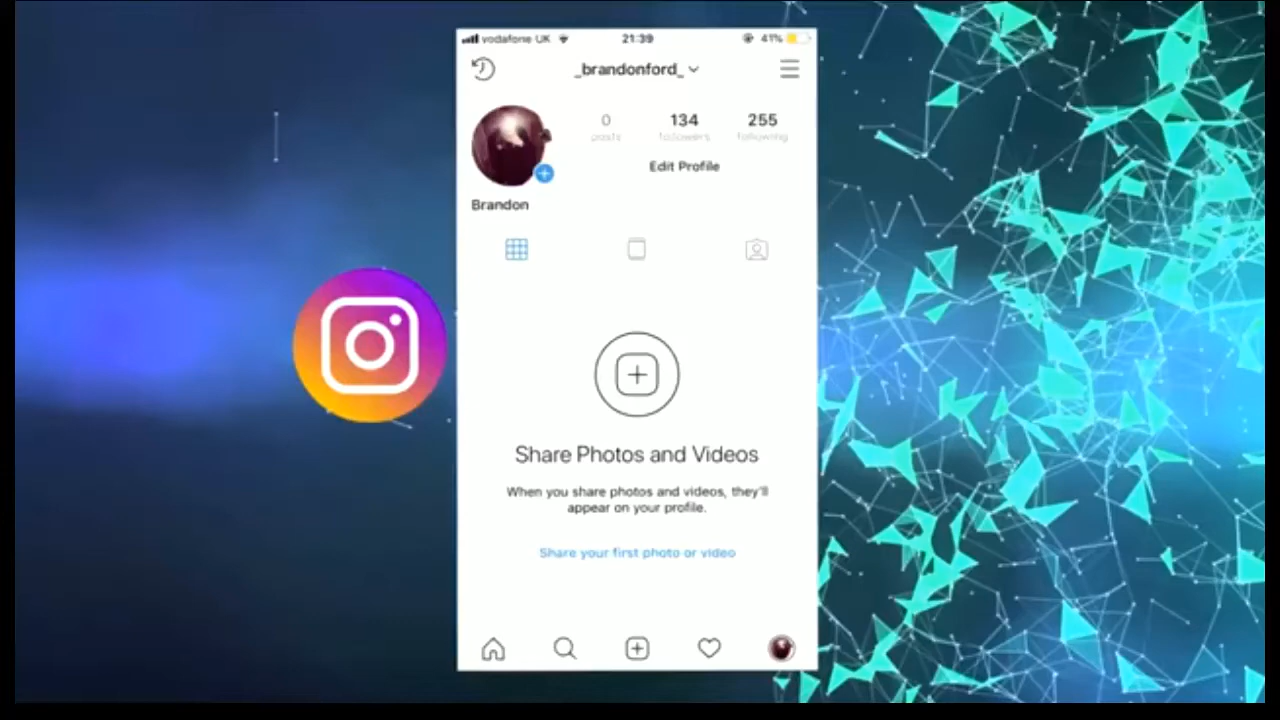 vodafone UK 21:39 41%
_brandonford_
0 134 255
posts followers following
Edit Profile
Brandon
Share Photos and Videos
When you share photos and videos, they'll
appear on your profile.
Share your first photo or video